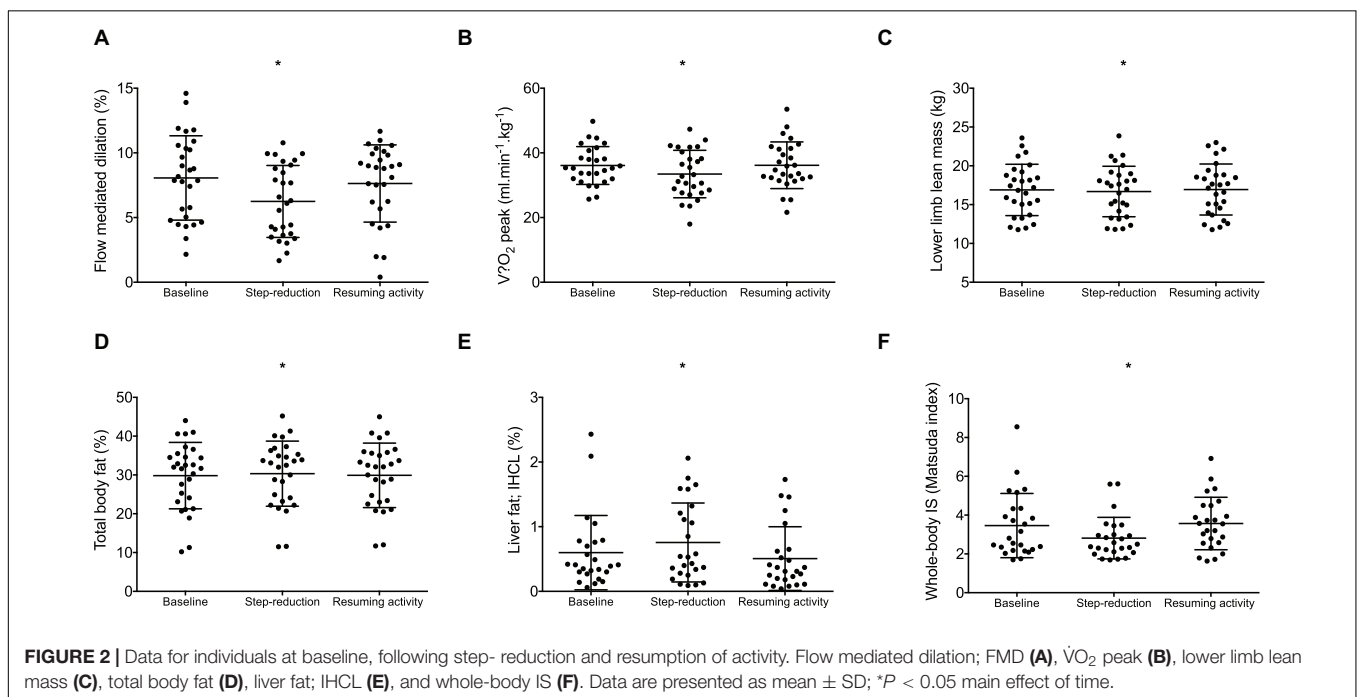 A
*
Flow mediated dilation (%)
15
10
5
0
Baseline Step-reduction Resuming activity
B
*
V?O₂ peak (ml.min⁻¹.kg⁻¹)
60
40
20
0
Baseline Step-reduction Resuming activity
C
*
Lower limb lean mass (kg)
30
25
20
15
10
5
Baseline Step-reduction Resuming activity
D
*
Total body fat (%)
50
40
30
20
10
0
Baseline Step-reduction Resuming activity
E
*
Liver fat; IHCL (%)
3
2
1
0
Baseline Step-reduction Resuming activity
F
*
Whole-body IS (Matsuda index)
10
8
6
4
2
0
Baseline Step-reduction Resuming activity
FIGURE 2 | Data for individuals at baseline, following step- reduction and resumption of activity. Flow mediated dilation; FMD (A), V̇O₂ peak (B), lower limb lean
mass (C), total body fat (D), liver fat; IHCL (E), and whole-body IS (F). Data are presented as mean ± SD; *P < 0.05 main effect of time.